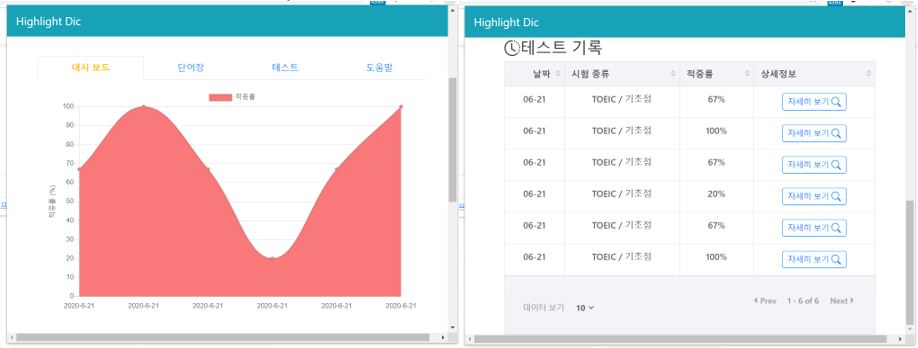 Highlight Dic
대시 보드 단어장 테스트 도움말
적중률
100
90
80
70
60
50
40
30
20
10
0
적중률 (%)
2020-6-21 2020-6-21 2020-6-21 2020-6-21 2020-6-21 2020-6-21
프
Highlight Dic
테스트 기록
날짜 시험 종류 적중률 상세정보
06-21 TOEIC / 기초점 67% 자세히 보기
06-21 TOEIC / 기초점 100% 자세히 보기
06-21 TOEIC / 기초점 67% 자세히 보기
06-21 TOEIC / 기초점 20% 자세히 보기
06-21 TOEIC / 기초점 67% 자세히 보기
06-21 TOEIC / 기초점 100% 자세히 보기
데이터 보기 10 Prev 1 - 6 of 6 Next
프